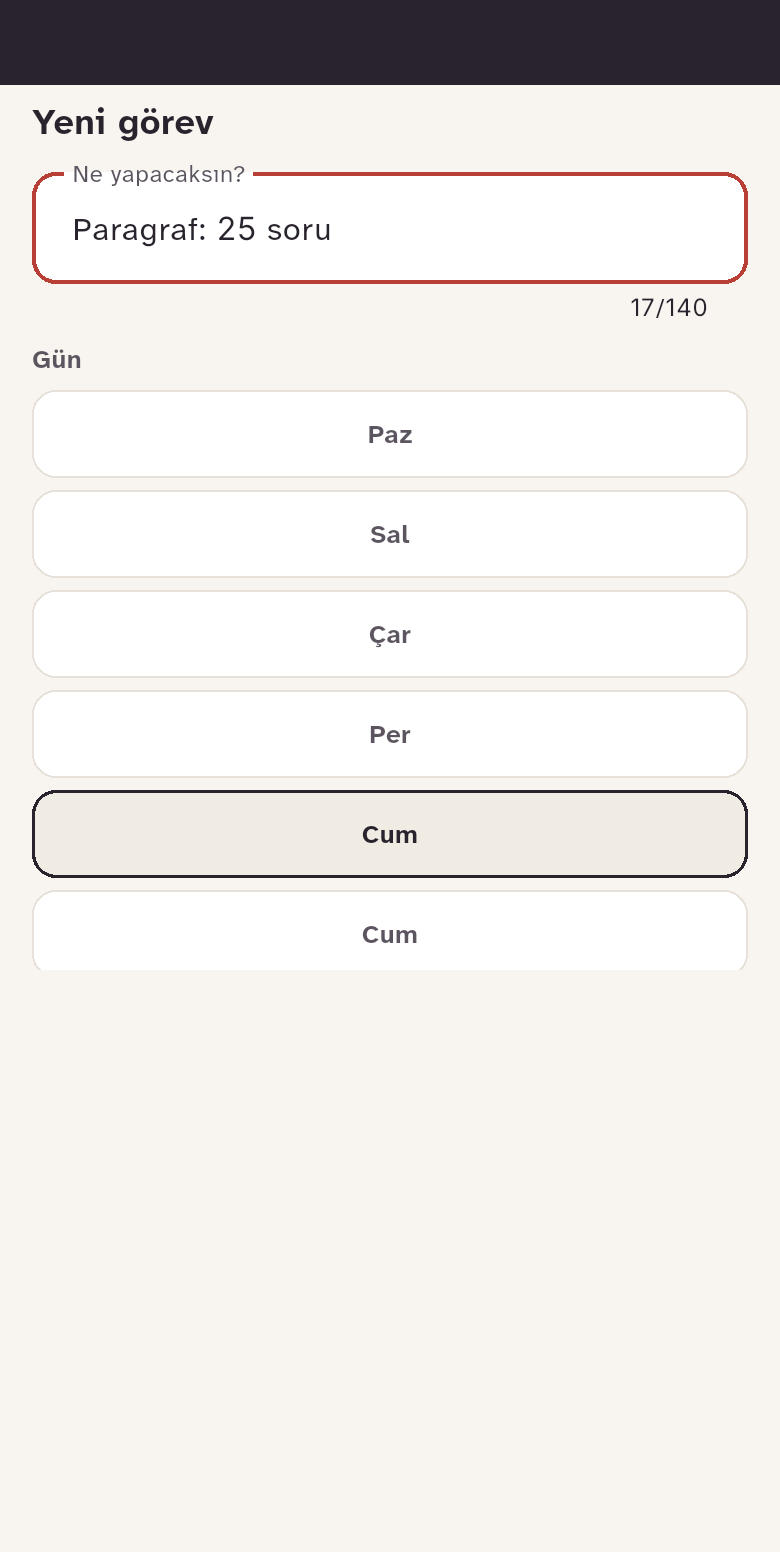 Yeni görev
Ne yapacaksın?
Paragraf: 25 soru
17/140
Gün
Paz
Sal
Çar
Per
Cum
Cum